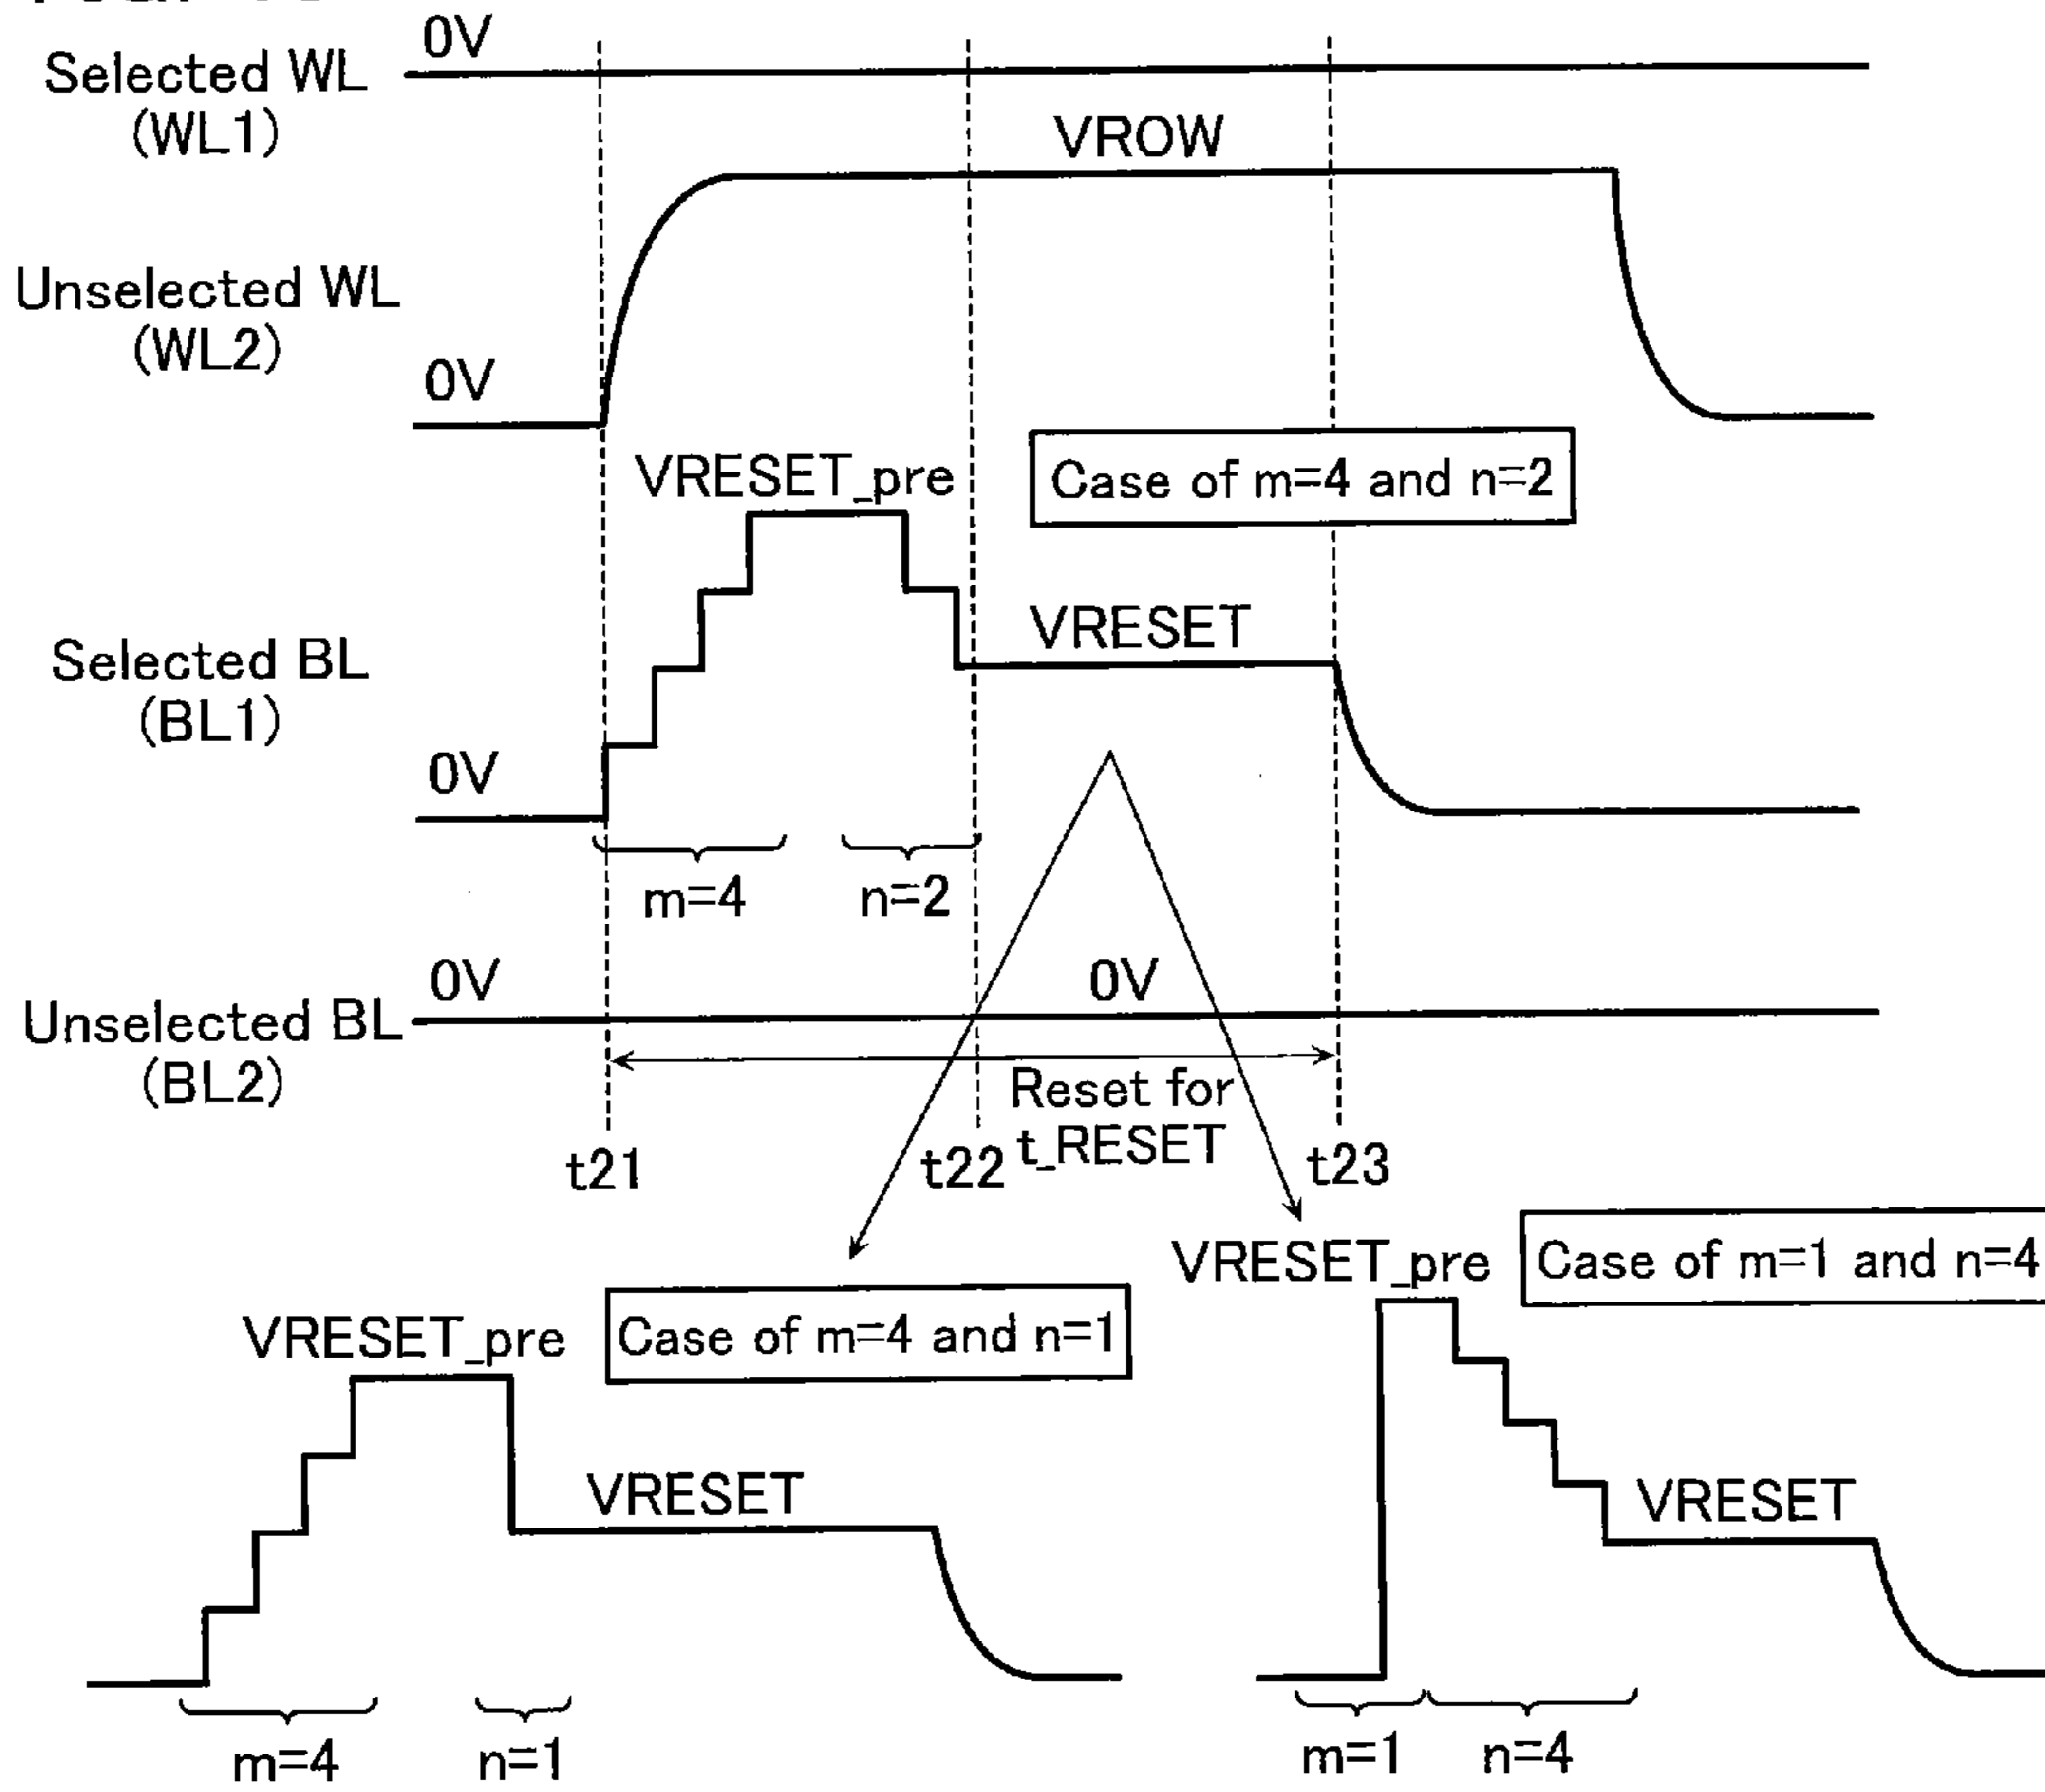 0V
Selected WL
(WL1)
VROW
Unselected WL
(WL2)
0V
VRESET_pre
Case of m=4 and n=2
VRESET
Selected BL
(BL1)
0V
m=4
n=2
0V
0V
Unselected BL
(BL2)
Reset for
t_RESET
t21
t22
t23
VRESET_pre
Case of m=1 and n=4
VRESET_pre
Case of m=4 and n=1
VRESET
VRESET
m=4
n=1
m=1
n=4